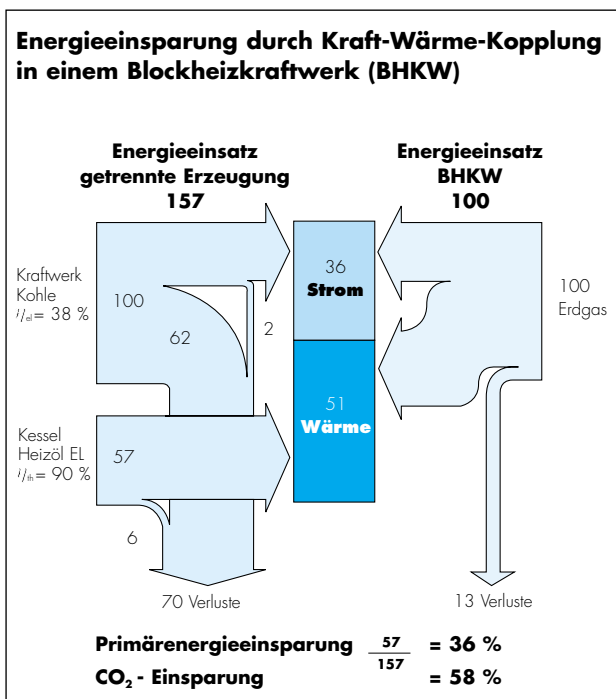 Energieeinsparung durch Kraft-Wärme-Kopplung
in einem Blockheizkraftwerk (BHKW)
Energieeinsatz
getrennte Erzeugung
157
Energieeinsatz
BHKW
100
Kraftwerk
Kohle
η/el = 38 %
100
62
2
36
Strom
100
Erdgas
51
Wärme
Kessel
Heizöl EL
η/th = 90 %
57
6
70 Verluste
13 Verluste
Primärenergieeinsparung 57/157 = 36 %
CO₂ - Einsparung = 58 %